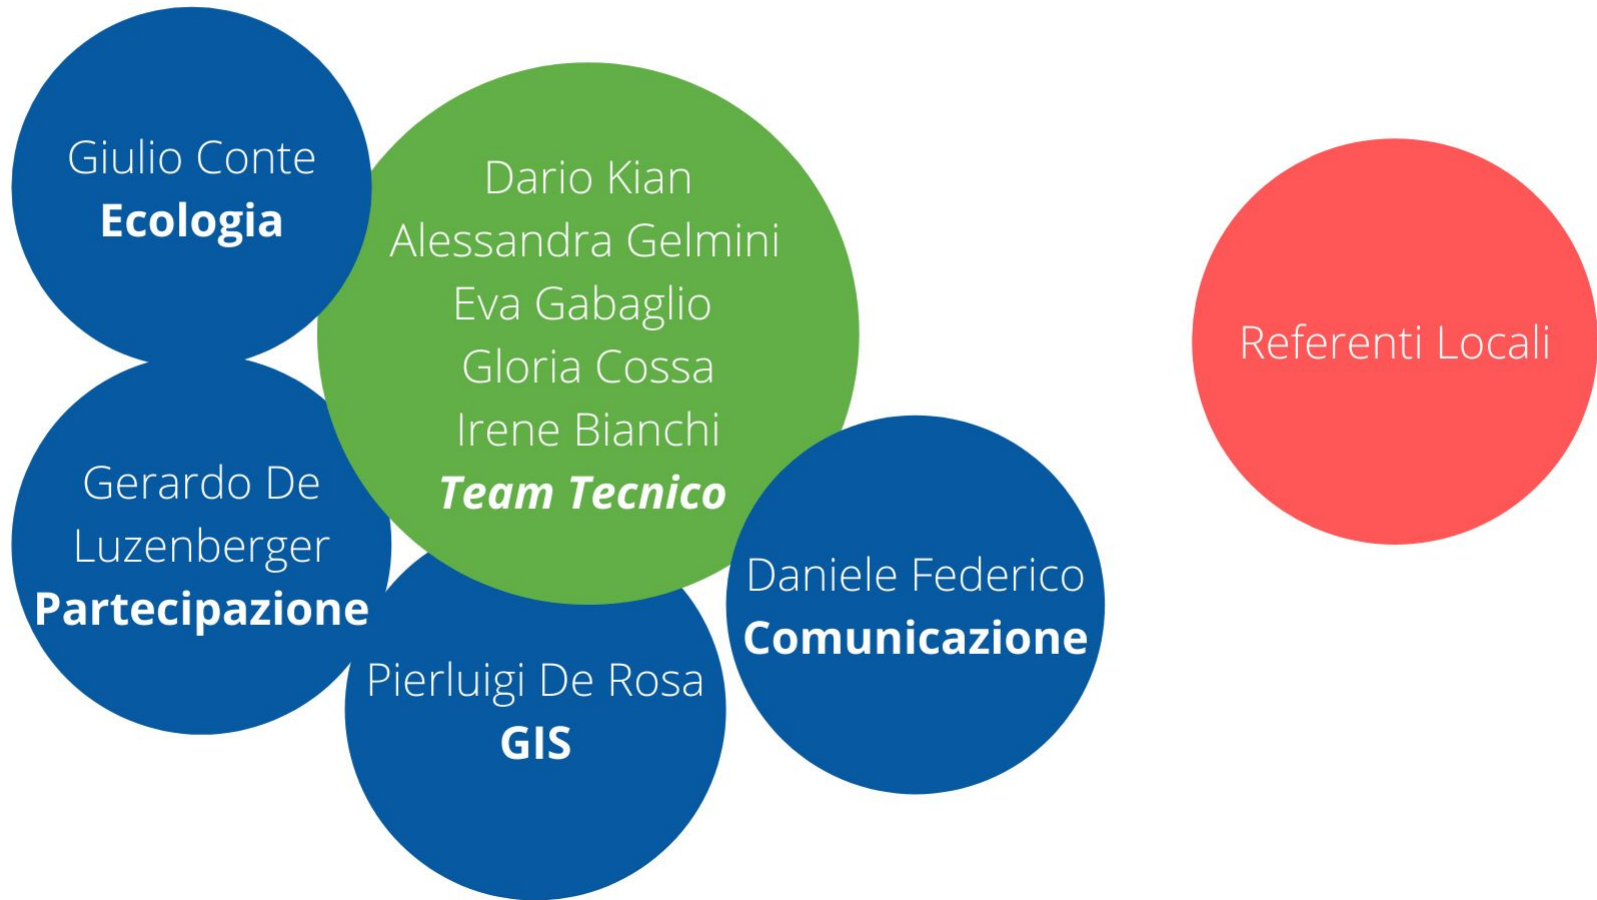 Giulio Conte
Ecologia
Dario Kian
Alessandra Gelmini
Eva Gabaglio
Gloria Cossa
Irene Bianchi
Team Tecnico
Referenti Locali
Gerardo De
Luzenberger
Partecipazione
Pierluigi De Rosa
GIS
Daniele Federico
Comunicazione